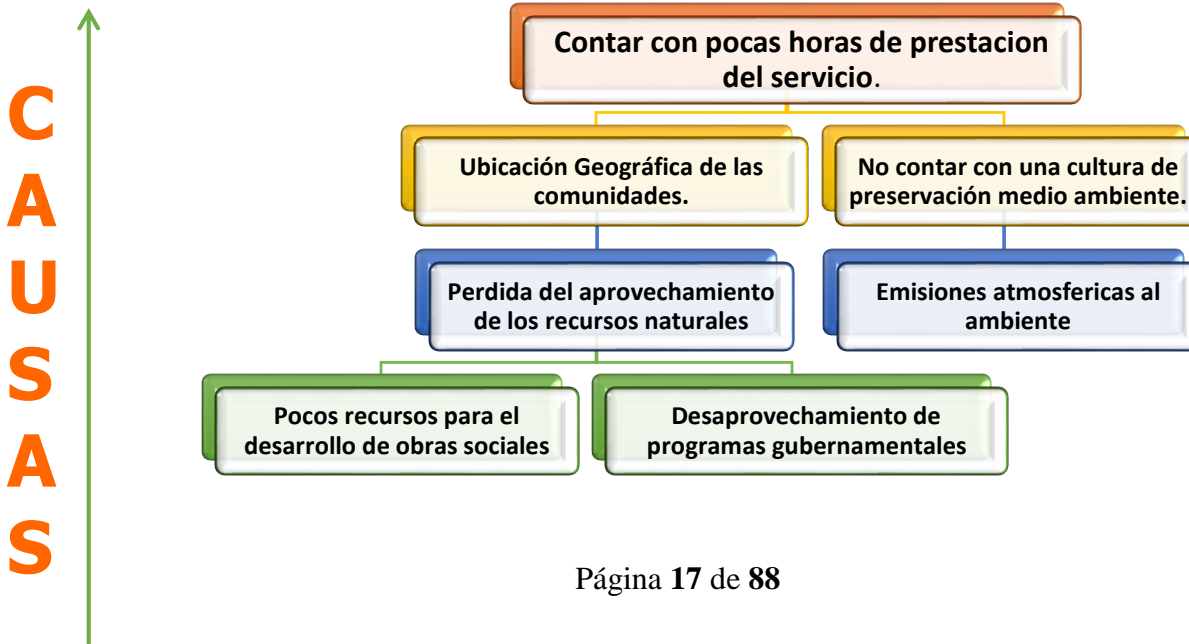 C
A
U
S
A
S
Contar con pocas horas de prestacion
del servicio.
Ubicación Geográfica de las
comunidades.
No contar con una cultura de
preservación medio ambiente.
Perdida del aprovechamiento
de los recursos naturales
Emisiones atmosfericas al
ambiente
Pocos recursos para el
desarrollo de obras sociales
Desaprovechamiento de
programas gubernamentales
Página 17 de 88